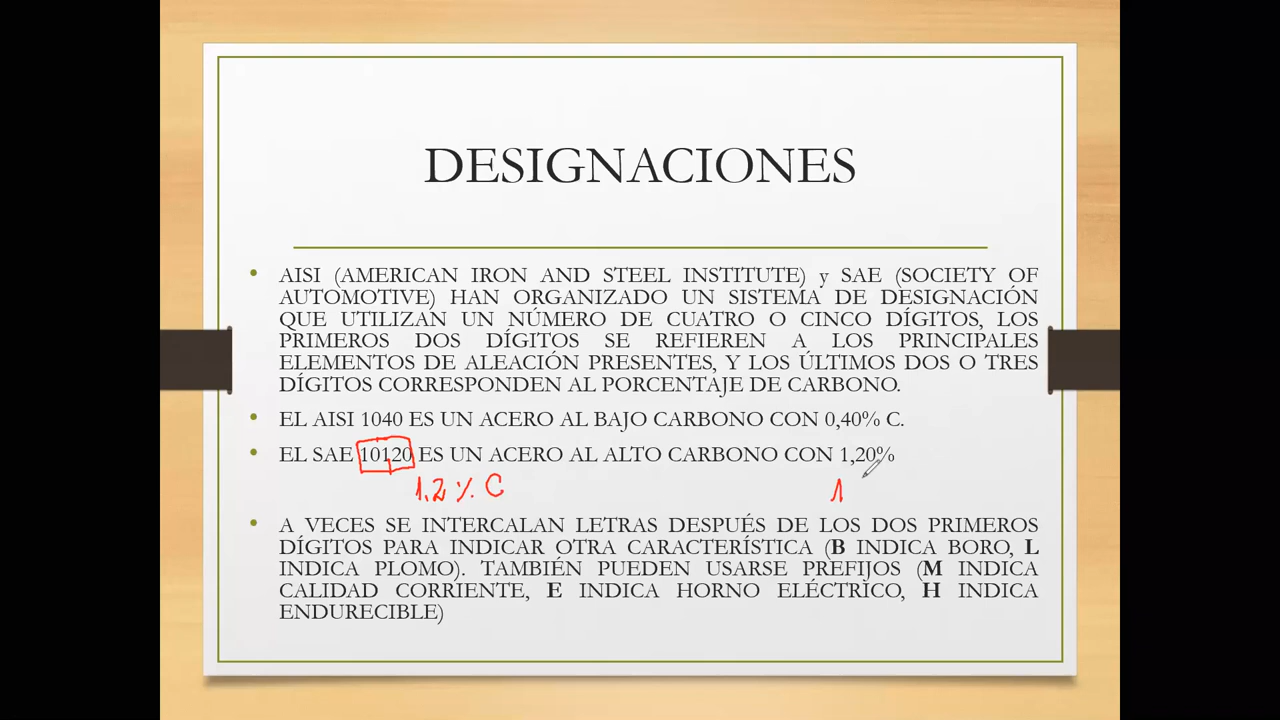 DESIGNACIONES
• AISI (AMERICAN IRON AND STEEL INSTITUTE) y SAE (SOCIETY OF
AUTOMOTIVE) HAN ORGANIZADO UN SISTEMA DE DESIGNACIÓN
QUE UTILIZAN UN NÚMERO DE CUATRO O CINCO DÍGITOS, LOS
PRIMEROS DOS DÍGITOS SE REFIEREN A LOS PRINCIPALES
ELEMENTOS DE ALEACIÓN PRESENTES, Y LOS ÚLTIMOS DOS O TRES
DÍGITOS CORRESPONDEN AL PORCENTAJE DE CARBONO.
• EL AISI 1040 ES UN ACERO AL BAJO CARBONO CON 0,40% C.
• EL SAE 10120 ES UN ACERO AL ALTO CARBONO CON 1,20%
1.2 % C 1
• A VECES SE INTERCALAN LETRAS DESPUÉS DE LOS DOS PRIMEROS
DÍGITOS PARA INDICAR OTRA CARACTERÍSTICA (B INDICA BORO, L
INDICA PLOMO). TAMBIÉN PUEDEN USARSE PREFIJOS (M INDICA
CALIDAD CORRIENTE, E INDICA HORNO ELÉCTRICO, H INDICA
ENDURECIBLE)